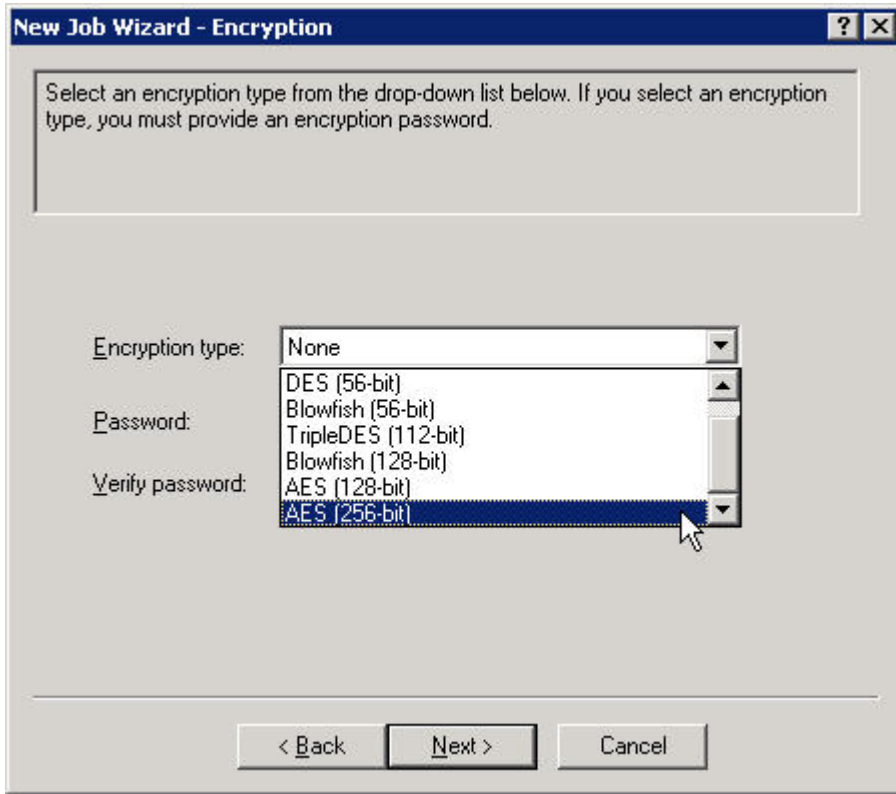 New Job Wizard - Encryption
Select an encryption type from the drop-down list below. If you select an encryption
type, you must provide an encryption password.
Encryption type:
None
DES (56-bit)
Blowfish (56-bit)
Password:
TripleDES (112-bit)
Blowfish (128-bit)
Verify password:
AES (128-bit)
AES (256-bit)
< Back
Next >
Cancel